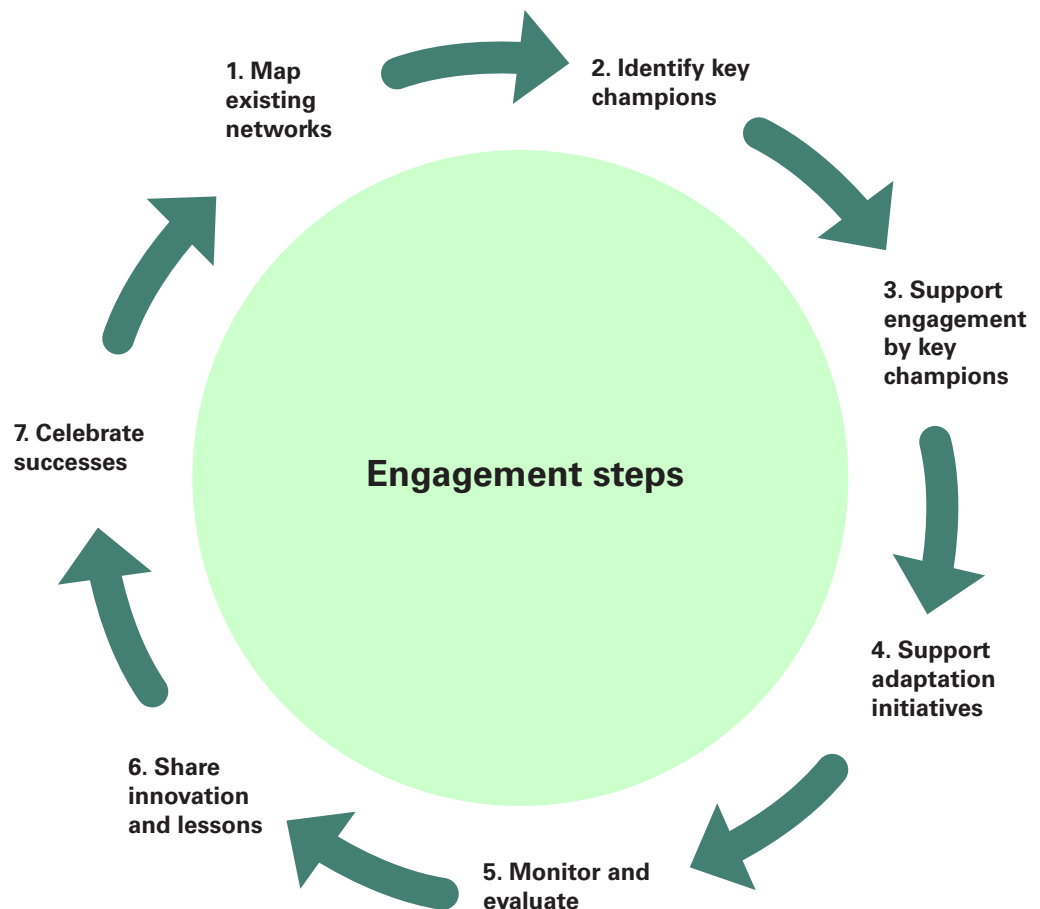 1. Map
existing
networks
2. Identify key
champions
3. Support
engagement
by key
champions
4. Support
adaptation
initiatives
5. Monitor and
evaluate
6. Share
innovation
and lessons
7. Celebrate
successes
Engagement steps